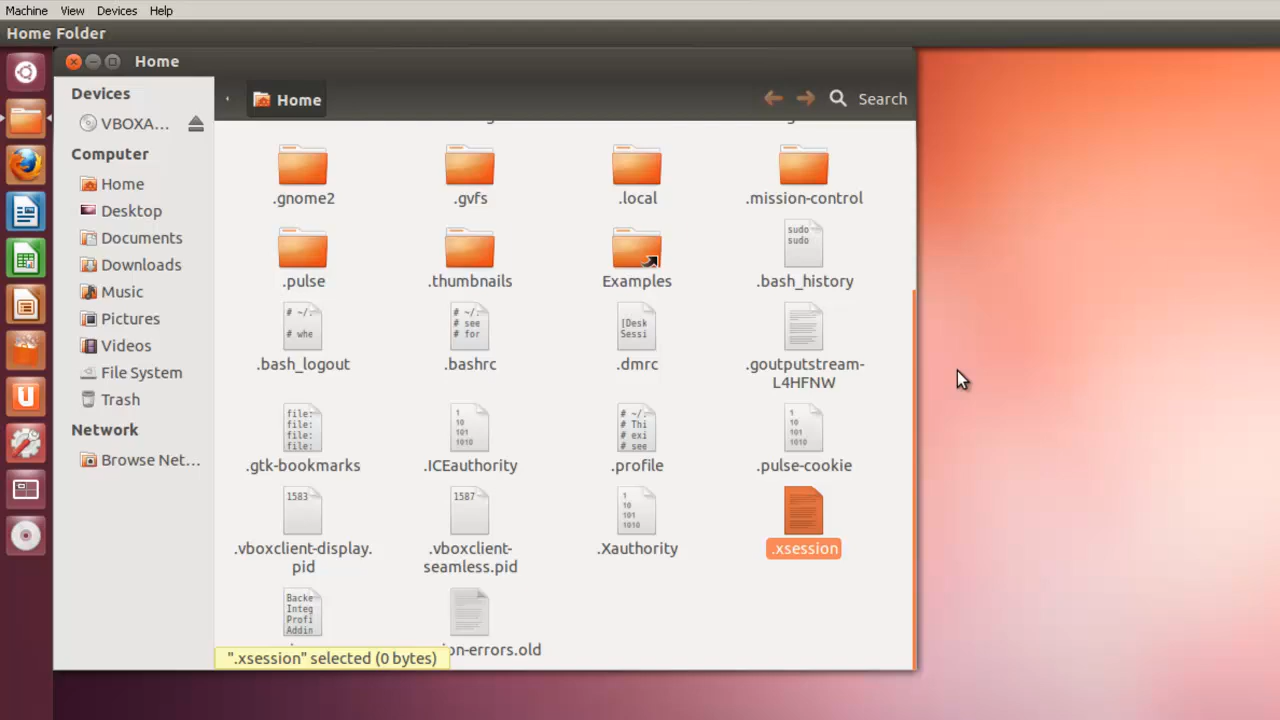 Machine View Devices Help
Home Folder
Home
Devices
VBOXA...
Computer
Home
Desktop
Documents
Downloads
Music
Pictures
Videos
File System
Trash
Network
Browse Net...
Home
Search
.gnome2 .gvfs .local .mission-control
sudo
sudo
.pulse .thumbnails Examples .bash_history
# ~/.
# whe
# ~/.
# see
# for
[Desk
Sessi
.bash_logout .bashrc .dmrc .goutputstream-
L4HFNW
file:
file:
file:
file:
1
10
101
1010
# ~/.
# Thi
# exi
# see
1
10
101
1010
.gtk-bookmarks .ICEauthority .profile .pulse-cookie
1583
1587
1
10
101
1010
.vboxclient-display.
pid
.vboxclient-
seamless.pid
.Xauthority
.xsession
Backe
Integ
Profi
Addin
on-errors.old
".xsession" selected (0 bytes)